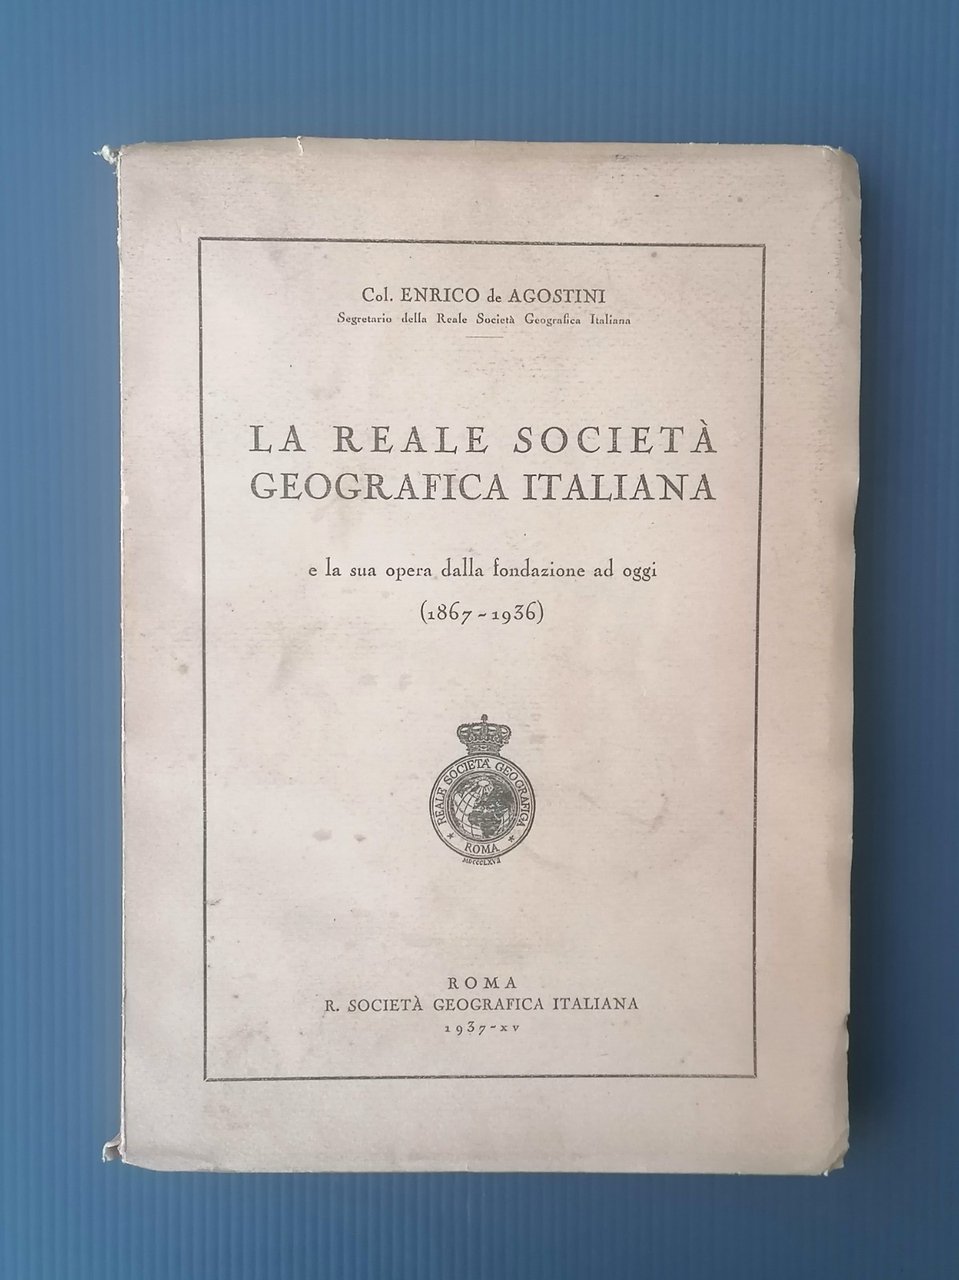 Col. ENRICO de AGOSTINI
Segretario della Reale Società Geografica Italiana
LA REALE SOCIETÀ
GEOGRAFICA ITALIANA
e la sua opera dalla fondazione ad oggi
(1867-1936)
REALE SOCIETÀ GEOGRAFICA
ROMA
MDCCCLXVII
ROMA
R. SOCIETÀ GEOGRAFICA ITALIANA
1937-XV